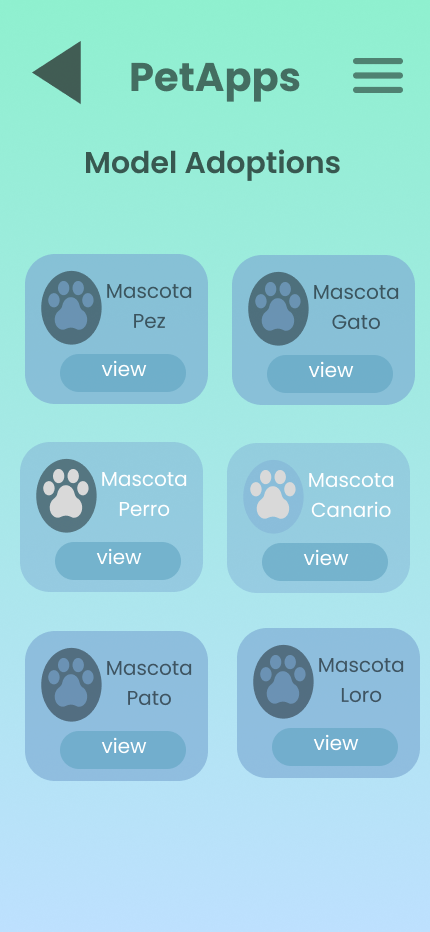 PetApps
Model Adoptions
Mascota
Pez
view
Mascota
Gato
view
Mascota
Perro
view
Mascota
Canario
view
Mascota
Pato
view
Mascota
Loro
view